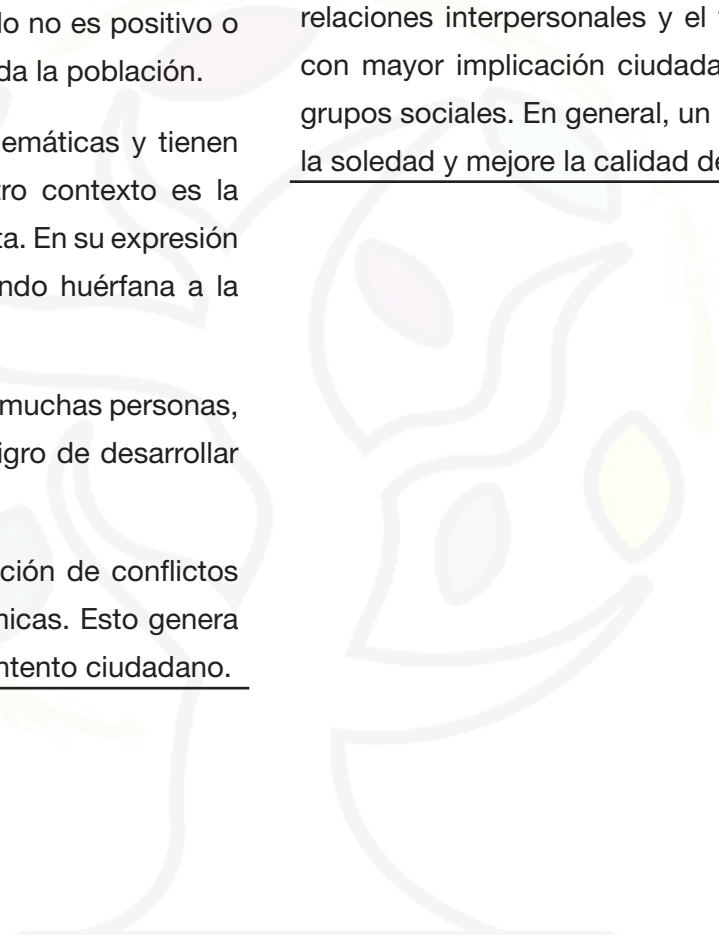 lo no es positivo o
da la población.
emáticas y tienen
tro contexto es la
ta. En su expresión
ndo huérfana a la
muchas personas,
igro de desarrollar
ción de conflictos
nicas. Esto genera
ntento ciudadano.
relaciones interpersonales y el
con mayor implicación ciudada
grupos sociales. En general, un
la soledad y mejore la calidad de